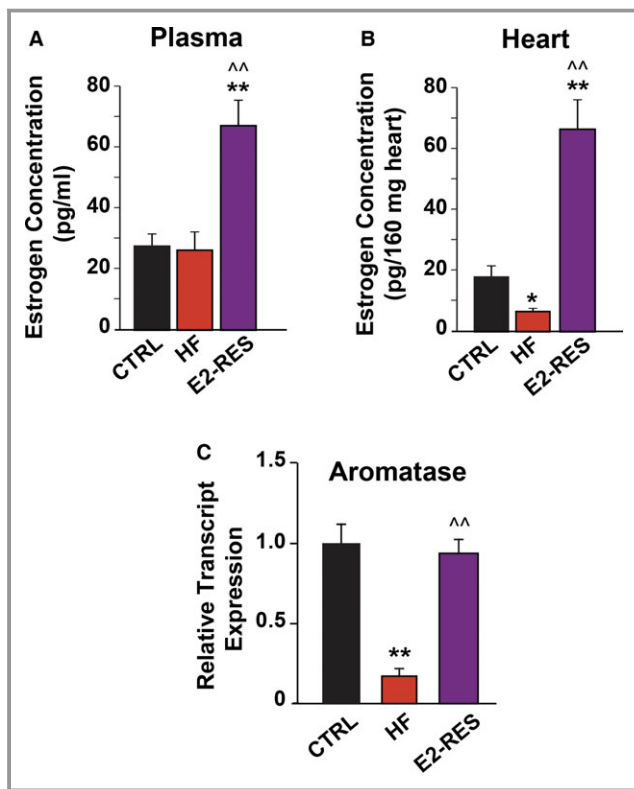 A
Plasma
^^
**
80
60
40
20
0
Estrogen Concentration
(pg/ml)
CTRL
HF
E2-RES
B
Heart
^^
**
80
60
40
20
0
Estrogen Concentration
(pg/160 mg heart)
*
CTRL
HF
E2-RES
C
Aromatase
1.5
1.0
0.5
0
Relative Transcript
Expression
**
^^
CTRL
HF
E2-RES